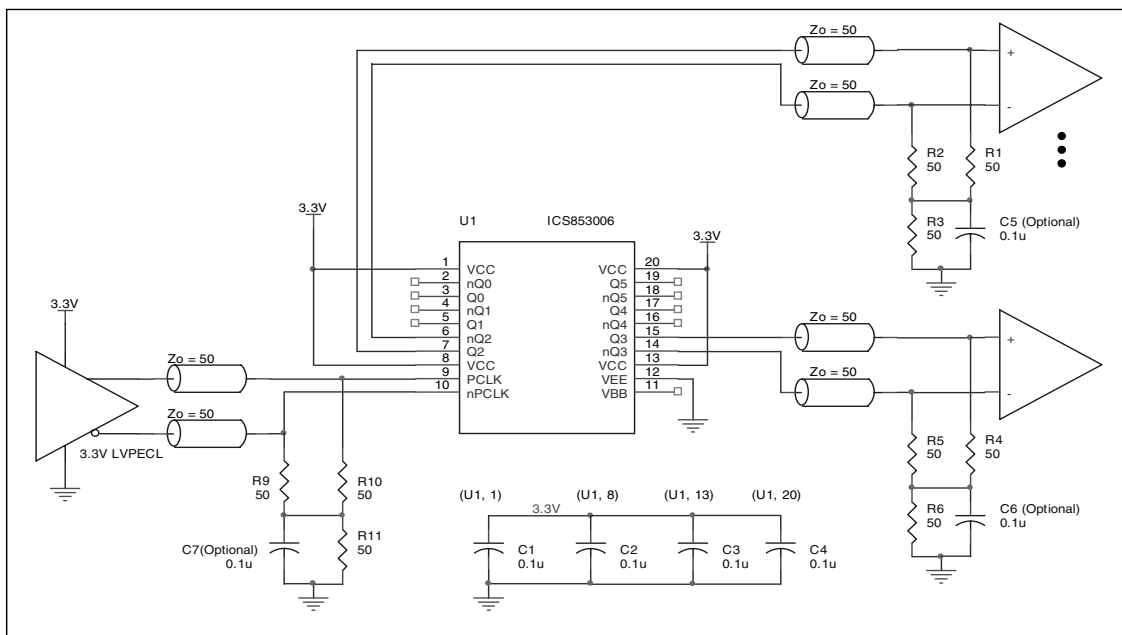 Zo = 50
Zo = 50
+
-
R2
50
R1
50
R3
50
C5 (Optional)
0.1u
3.3V
U1
ICS853006
3.3V
1 VCC
2 nQ0
3 Q0
4 nQ1
5 Q1
6 nQ2
7 Q2
8 VCC
9 PCLK
10 nPCLK
VCC 20
Q5 19
nQ5 18
Q4 17
nQ4 16
Q3 15
nQ3 14
VCC 13
VEE 12
VBB 11
3.3V
Zo = 50
Zo = 50
3.3V LVPECL
R9
50
R10
50
C7(Optional)
0.1u
R11
50
Zo = 50
Zo = 50
+
-
R5
50
R4
50
R6
50
C6 (Optional)
0.1u
(U1, 1) (U1, 8) (U1, 13) (U1, 20)
3.3V
C1
0.1u
C2
0.1u
C3
0.1u
C4
0.1u